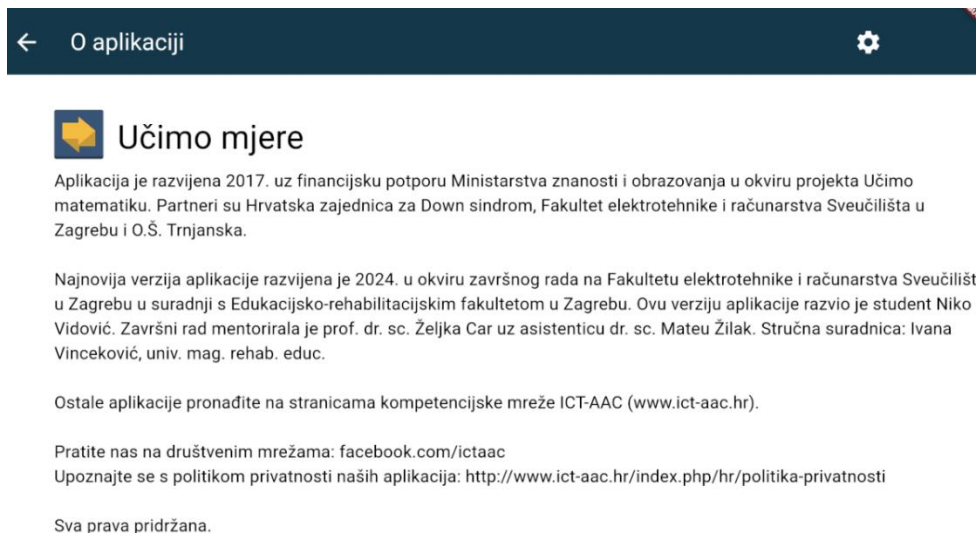 O aplikaciji
Učimo mjere
Aplikacija je razvijena 2017. uz financijsku potporu Ministarstva znanosti i obrazovanja u okviru projekta Učimo
matematiku. Partneri su Hrvatska zajednica za Down sindrom, Fakultet elektrotehnike i računarstva Sveučilišta u
Zagrebu i O.Š. Trnjanska.
Najnovija verzija aplikacije razvijena je 2024. u okviru završnog rada na Fakultetu elektrotehnike i računarstva Sveučilišt
u Zagrebu u suradnji s Edukacijsko-rehabilitacijskim fakultetom u Zagrebu. Ovu verziju aplikacije razvio je student Niko
Vidović. Završni rad mentorirala je prof. dr. sc. Željka Car uz asistenticu dr. sc. Mateu Žilak. Stručna suradnica: Ivana
Vinceković, univ. mag. rehab. educ.
Ostale aplikacije pronađite na stranicama kompetencijske mreže ICT-AAC (www.ict-aac.hr).
Pratite nas na društvenim mrežama: facebook.com/ictaac
Upoznajte se s politikom privatnosti naših aplikacija: http://www.ict-aac.hr/index.php/hr/politika-privatnosti
Sva prava pridržana.